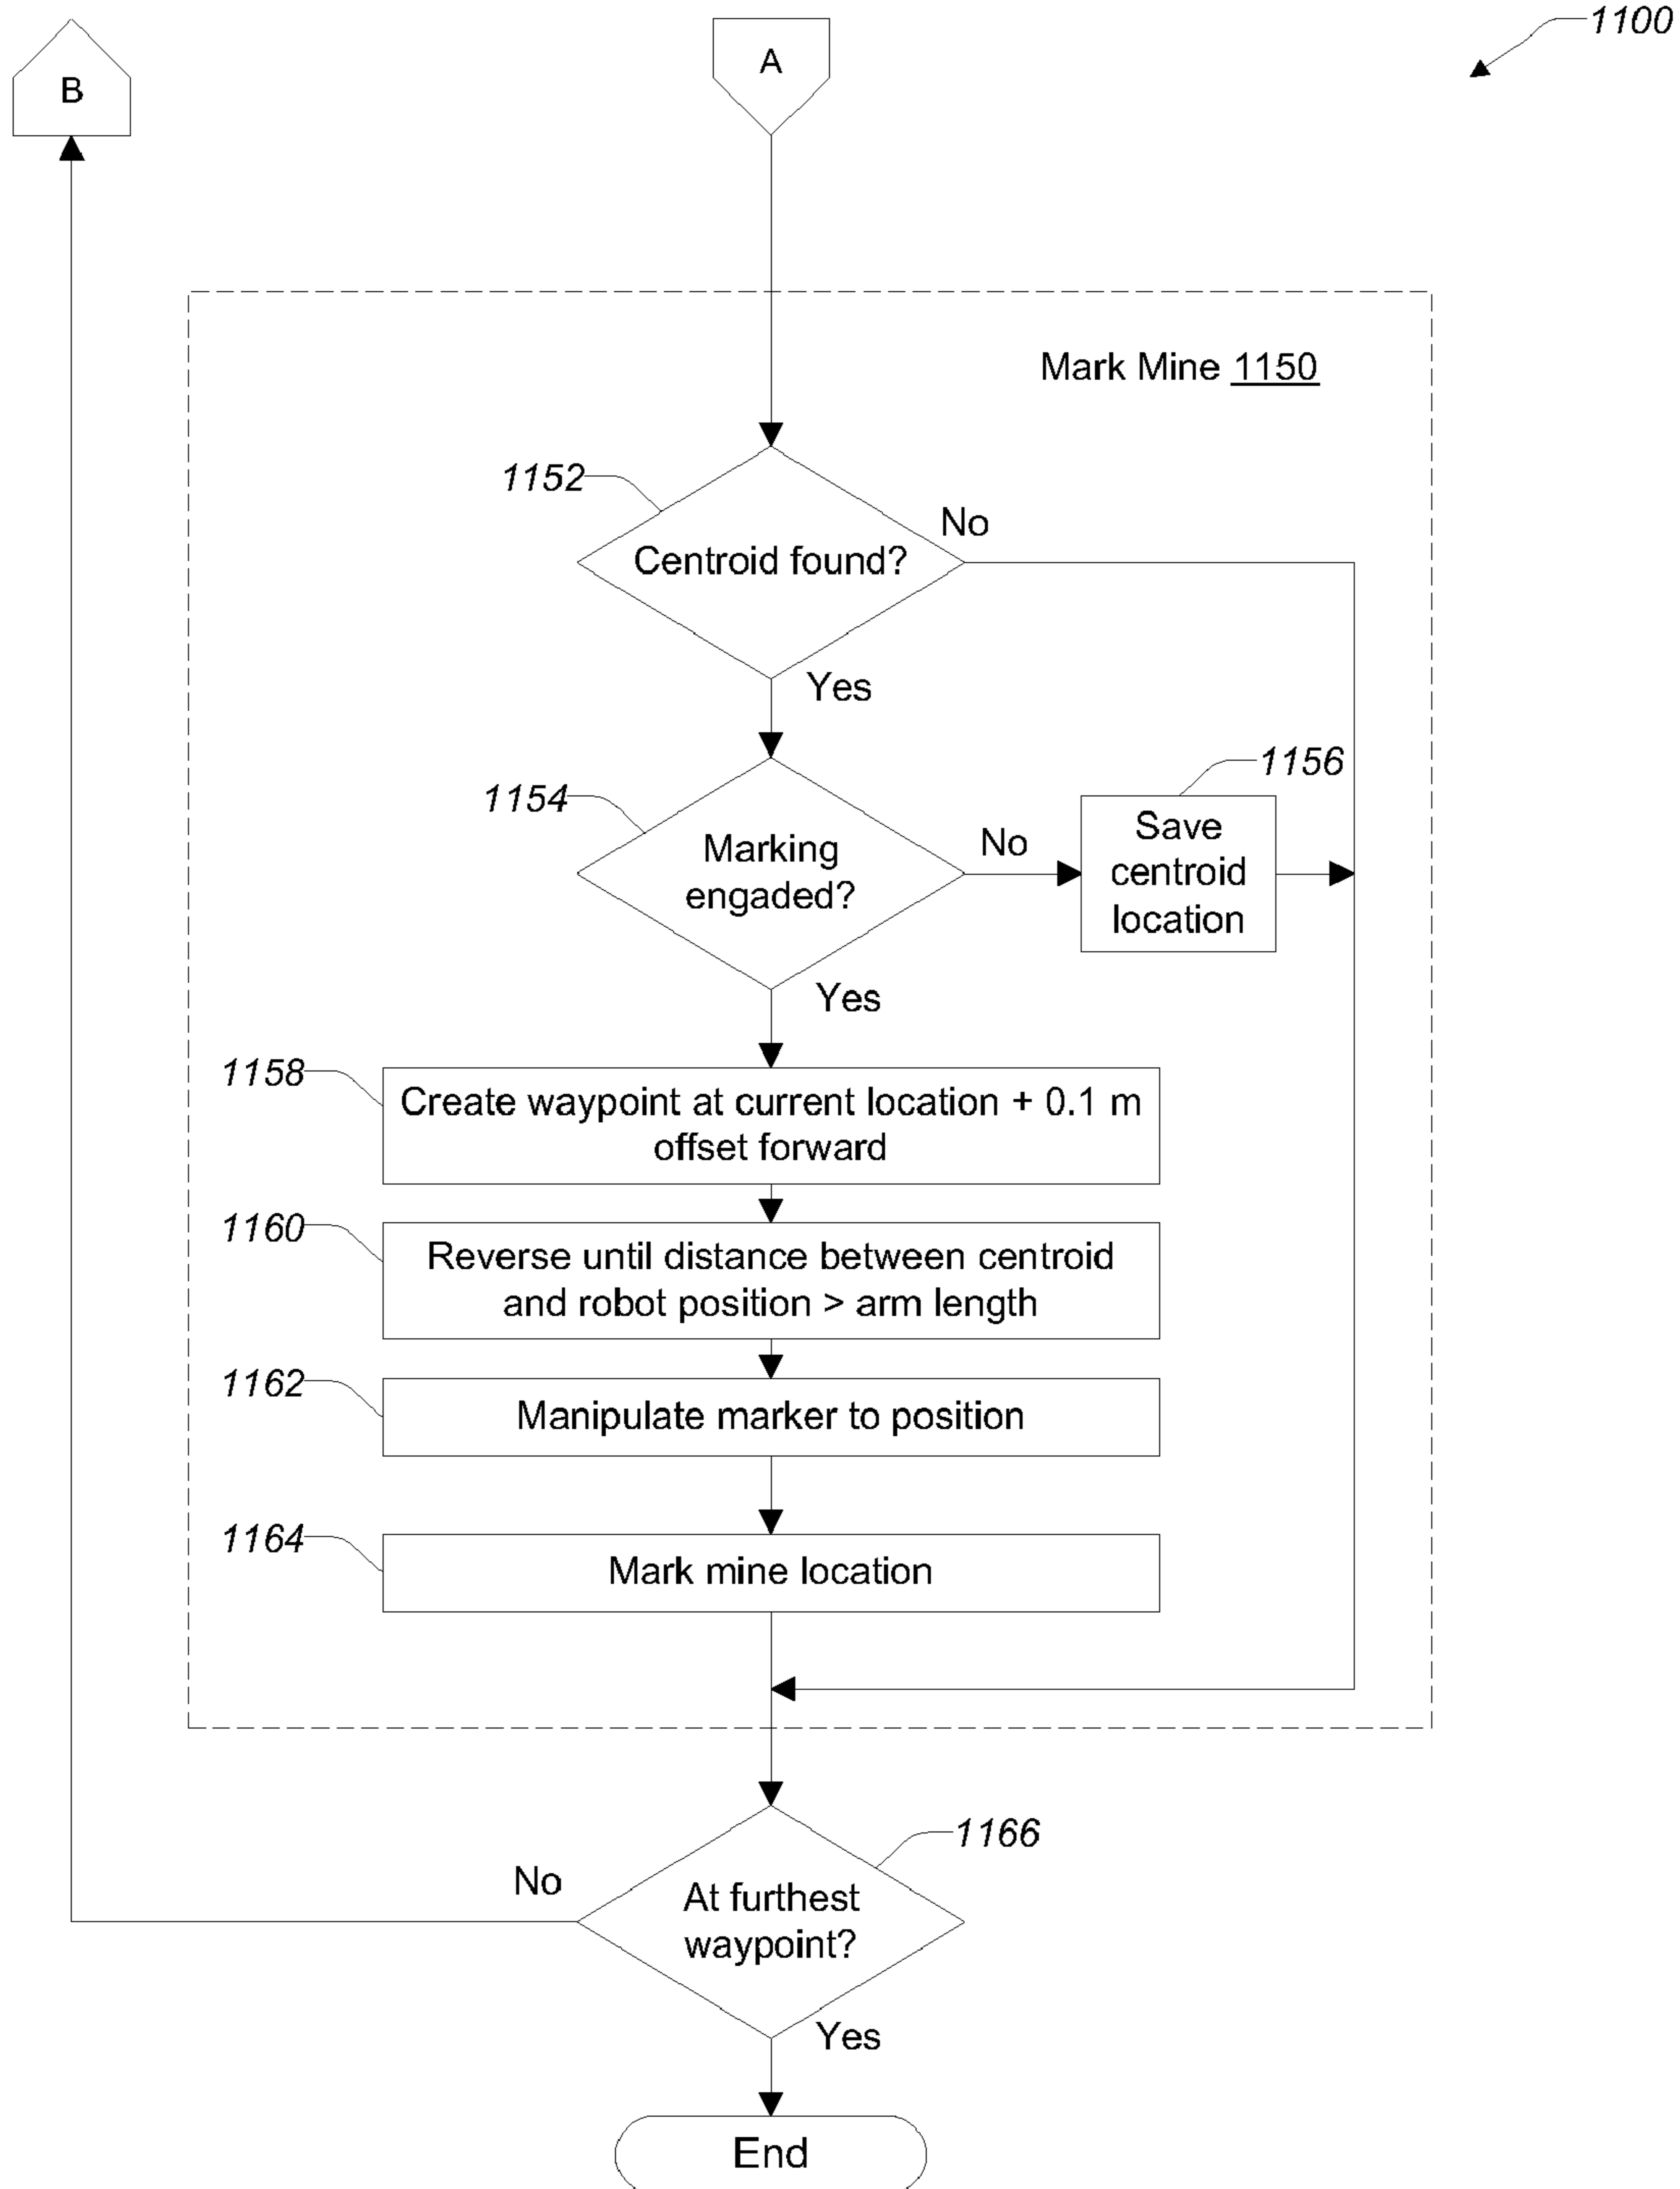 1100
B
A
Mark Mine 1150
1152
No
Centroid found?
Yes
1156
1154
Marking
engaded?
No
Save
centroid
location
Yes
1158
Create waypoint at current location + 0.1 m
offset forward
1160
Reverse until distance between centroid
and robot position > arm length
1162
Manipulate marker to position
1164
Mark mine location
1166
No
At furthest
waypoint?
Yes
End